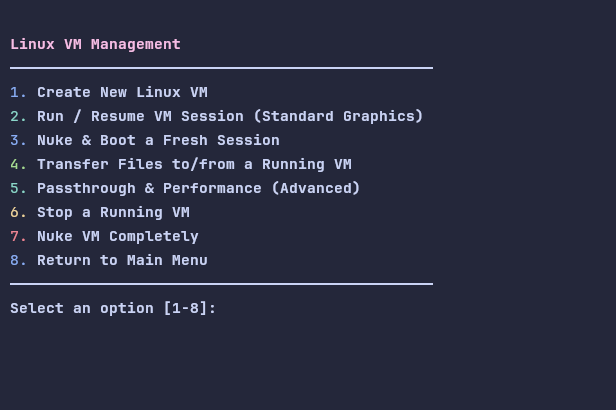 Linux VM Management
1. Create New Linux VM
2. Run / Resume VM Session (Standard Graphics)
3. Nuke & Boot a Fresh Session
4. Transfer Files to/from a Running VM
5. Passthrough & Performance (Advanced)
6. Stop a Running VM
7. Nuke VM Completely
8. Return to Main Menu
Select an option [1-8]: